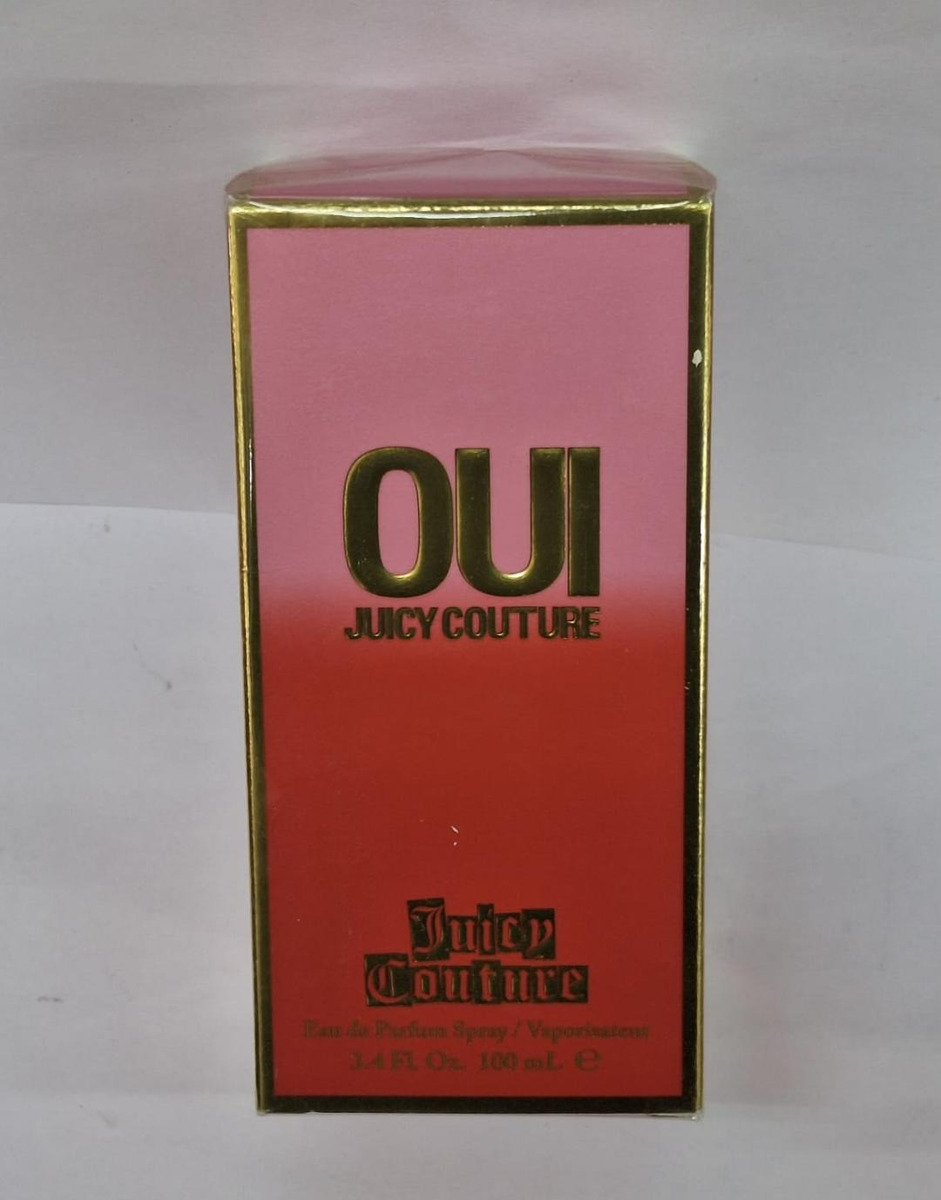 OUI
JUICY COUTURE
Juicy
Couture
Eau de Parfum Spray / Vaporisateur
3.4 Fl. Oz. 100 mL ℮